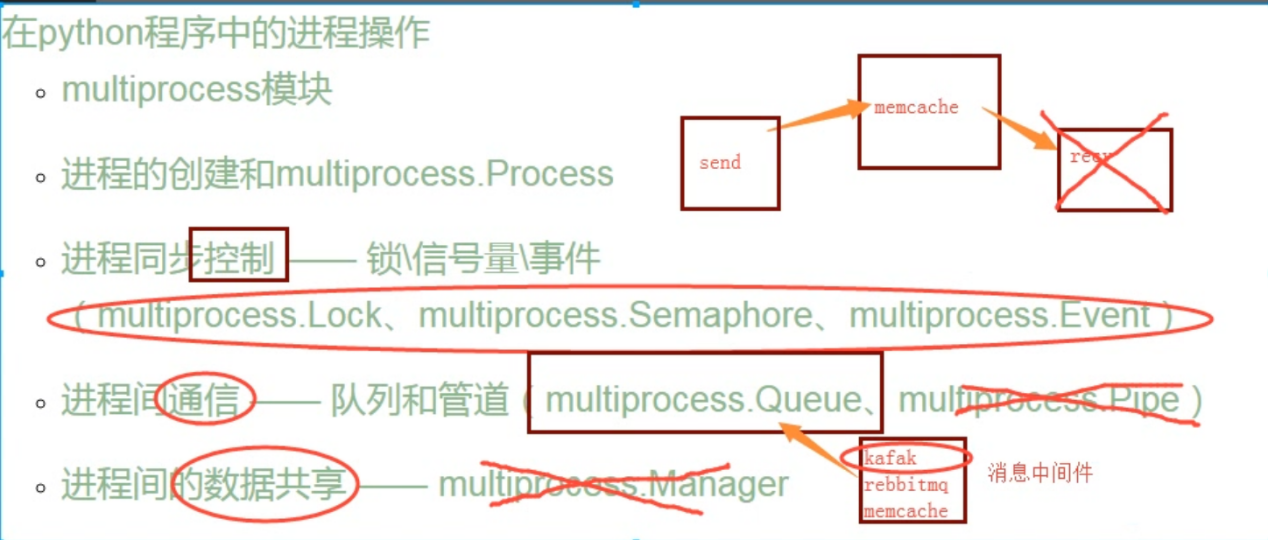 在python程序中的进程操作
multiprocess模块
memcache
send
recv
进程的创建和multiprocess.Process
进程同步控制 —— 锁\信号量\事件
（ multiprocess.Lock、multiprocess.Semaphore、multiprocess.Event ）
进程间通信 —— 队列和管道（ multiprocess.Queue、 multiprocess.Pipe ）
进程间的数据共享 —— multiprocess.Manager
kafak
rebbitmq
memcache
消息中间件